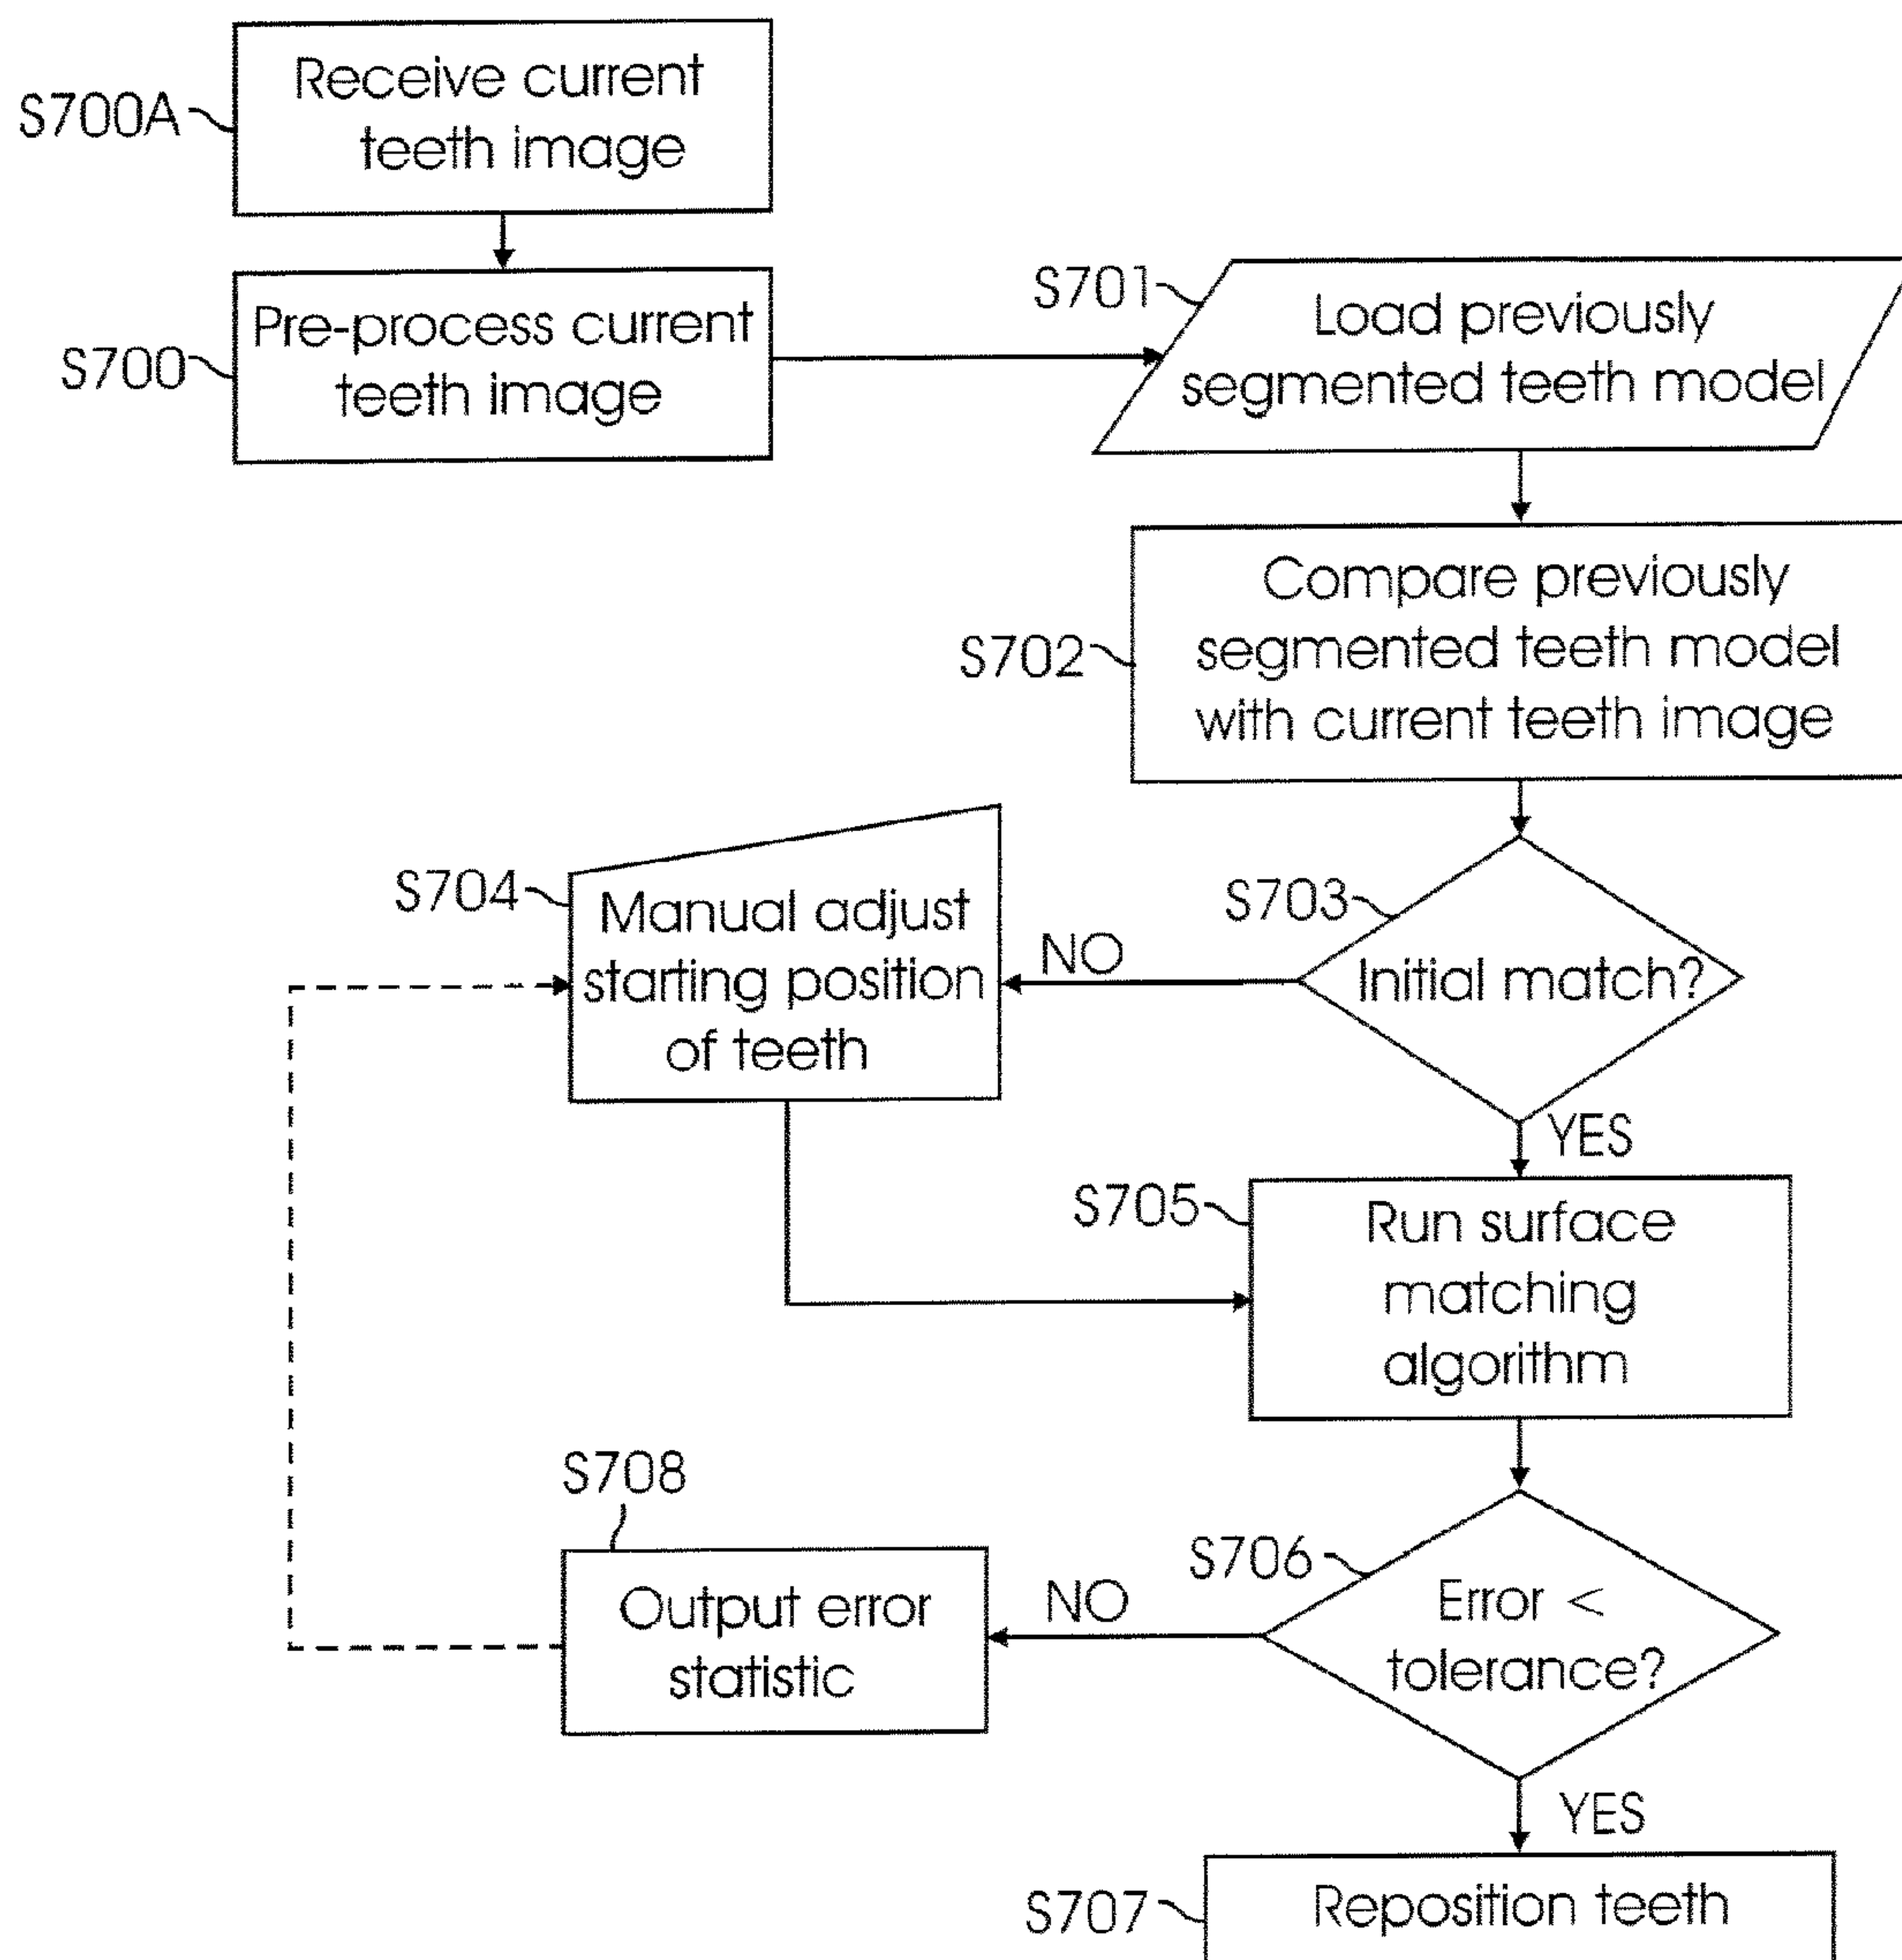 S700A
Receive current
teeth image
S700
Pre-process current
teeth image
S701
Load previously
segmented teeth model
S702
Compare previously
segmented teeth model
with current teeth image
S703
Initial match?
NO
S704
Manual adjust
starting position
of teeth
YES
S705
Run surface
matching
algorithm
S706
Error <
tolerance?
NO
S708
Output error
statistic
YES
S707
Reposition teeth